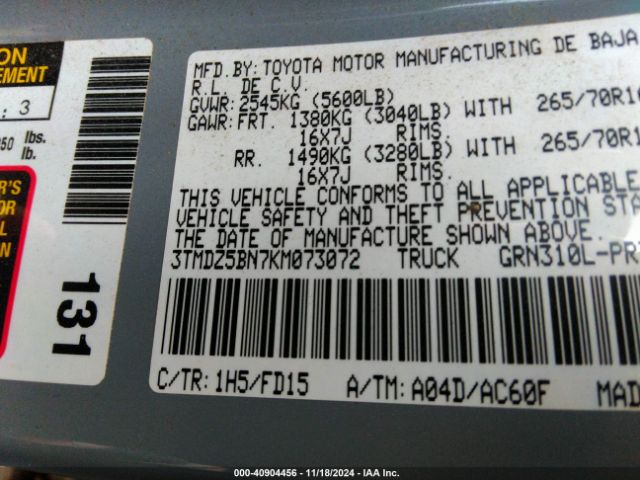 ION
EMENT
. 3
lbs.
lb.
R'S
OR
L
N
131
MFD. BY: TOYOTA MOTOR MANUFACTURING DE BAJA
R.L. DE C.V.
GVWR: 2545KG (5600LB)
GAWR: FRT. 1380KG (3040LB) WITH 265/70R16
16X7J RIMS.
RR. 1490KG (3280LB) WITH 265/70R1
16X7J RIMS.
THIS VEHICLE CONFORMS TO ALL APPLICABLE
VEHICLE SAFETY AND THEFT PREVENTION STA
THE DATE OF MANUFACTURE SHOWN ABOVE.
3TMDZ5BN7KM073072 TRUCK GRN310L-PR
C/TR: 1H5/FD15 A/TM: A04D/AC60F MAD
000-40904456 - 11/18/2024 - IAA Inc.